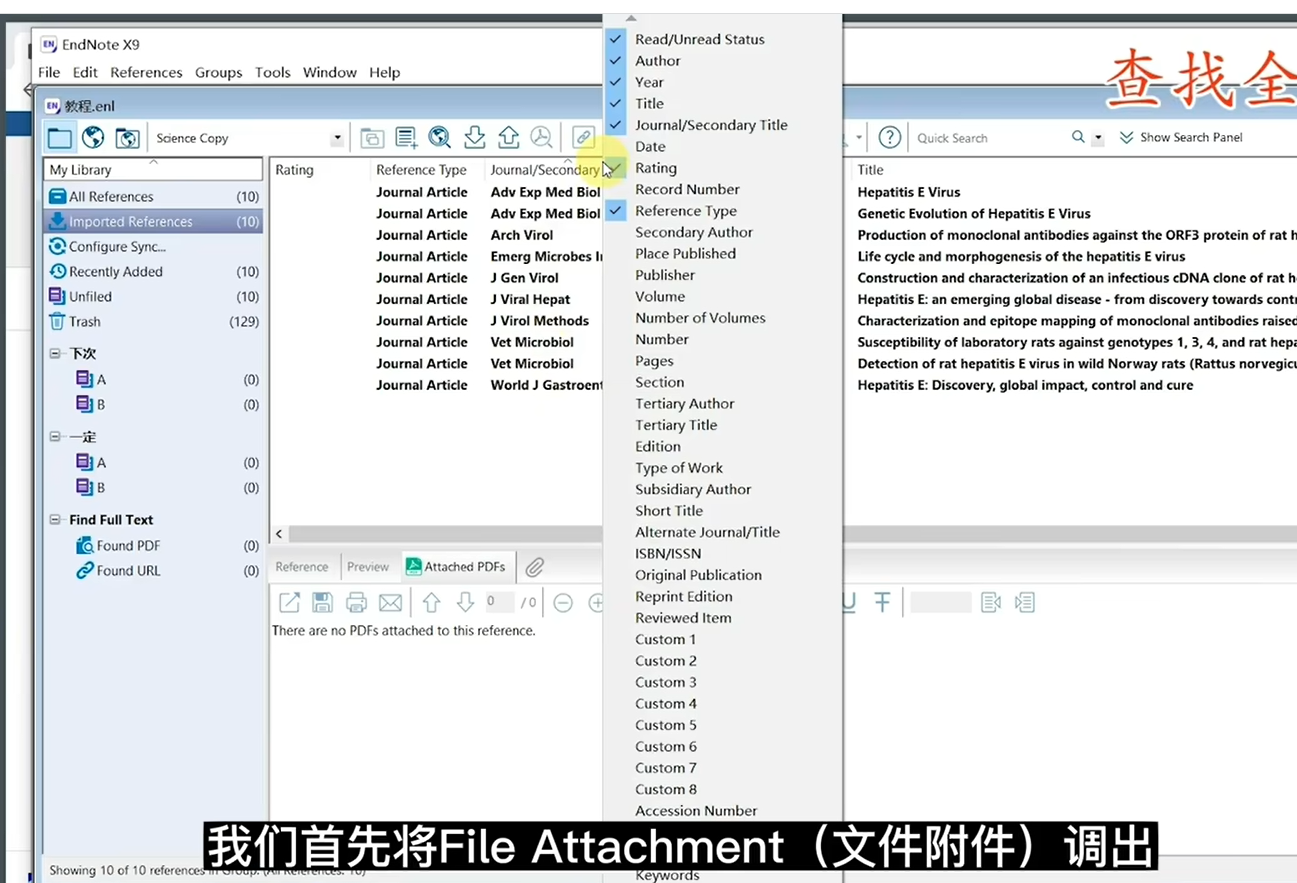 EndNote X9
File Edit References Groups Tools Window Help
查找全
教程.enl
Science Copy
Quick Search
Show Search Panel
My Library
All References (10)
Imported References (10)
Configure Sync...
Recently Added (10)
Unfiled (10)
Trash (129)
下次
A (0)
B (0)
一定
A (0)
B (0)
Find Full Text
Found PDF (0)
Found URL (0)
Rating Reference Type Journal/Secondary Title
Journal Article Adv Exp Med Biol Hepatitis E Virus
Journal Article Adv Exp Med Biol Genetic Evolution of Hepatitis E Virus
Journal Article Arch Virol Production of monoclonal antibodies against the ORF3 protein of rat h
Journal Article Emerg Microbes Life cycle and morphogenesis of the hepatitis E virus
Journal Article J Gen Virol Construction and characterization of an infectious cDNA clone of rat he
Journal Article J Viral Hepat Hepatitis E: an emerging global disease - from discovery towards contr
Journal Article J Virol Methods Characterization and epitope mapping of monoclonal antibodies raised
Journal Article Vet Microbiol Susceptibility of laboratory rats against genotypes 1, 3, 4, and rat hepa
Journal Article Vet Microbiol Detection of rat hepatitis E virus in wild Norway rats (Rattus norvegicu
Journal Article World J Gastroent Hepatitis E: Discovery, global impact, control and cure
Read/Unread Status
Author
Year
Title
Journal/Secondary Title
Date
Rating
Record Number
Reference Type
Secondary Author
Place Published
Publisher
Volume
Number of Volumes
Number
Pages
Section
Tertiary Author
Tertiary Title
Edition
Type of Work
Subsidiary Author
Short Title
Alternate Journal/Title
ISBN/ISSN
Original Publication
Reprint Edition
Reviewed Item
Custom 1
Custom 2
Custom 3
Custom 4
Custom 5
Custom 6
Custom 7
Custom 8
Accession Number
Keywords
Reference Preview Attached PDFs
0 / 0
There are no PDFs attached to this reference.
Showing 10 of 10 references in Group. (All References: 10)
我们首先将File Attachment（文件附件）调出